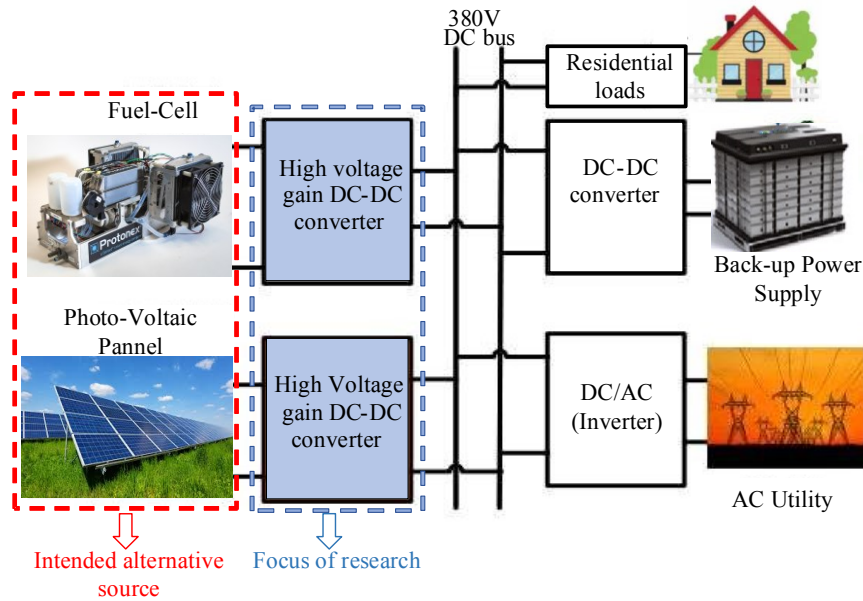 380V
DC bus
Residential
loads
Fuel-Cell
High voltage
gain DC-DC
converter
DC-DC
converter
Protonex
Back-up Power
Supply
Photo-Voltaic
Pannel
High Voltage
gain DC-DC
converter
DC/AC
(Inverter)
AC Utility
Intended alternative
source
Focus of research